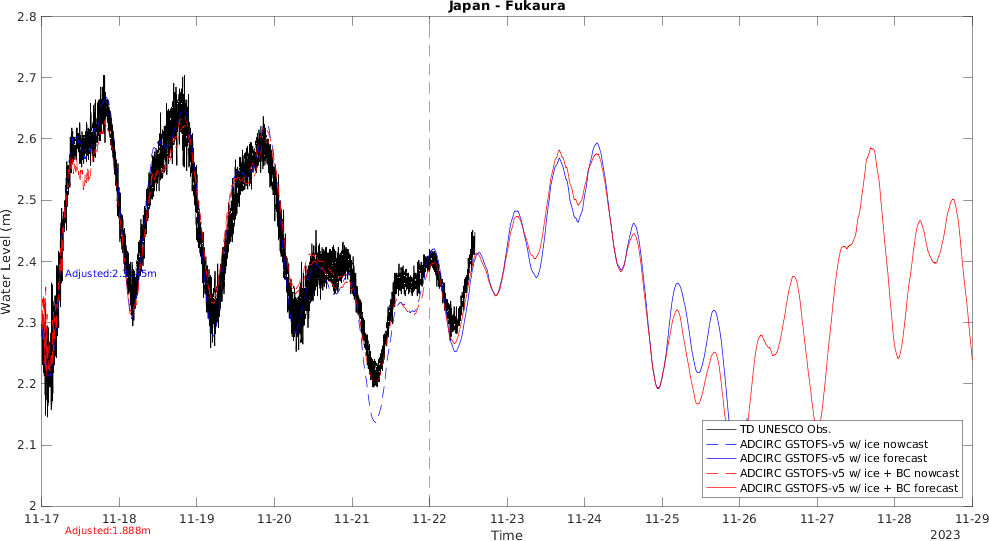 Japan - Fukaura
2.8
2.7
2.6
2.5
2.4
2.3
2.2
2.1
2
Water Level (m)
11-17
11-18
11-19
11-20
11-21
11-22
11-23
11-24
11-25
11-26
11-27
11-28
11-29
Time
2023
Adjusted:1.888m
TD UNESCO Obs.
ADCIRC GSTOFS-v5 w/ ice nowcast
ADCIRC GSTOFS-v5 w/ ice forecast
ADCIRC GSTOFS-v5 w/ ice + BC nowcast
ADCIRC GSTOFS-v5 w/ ice + BC forecast